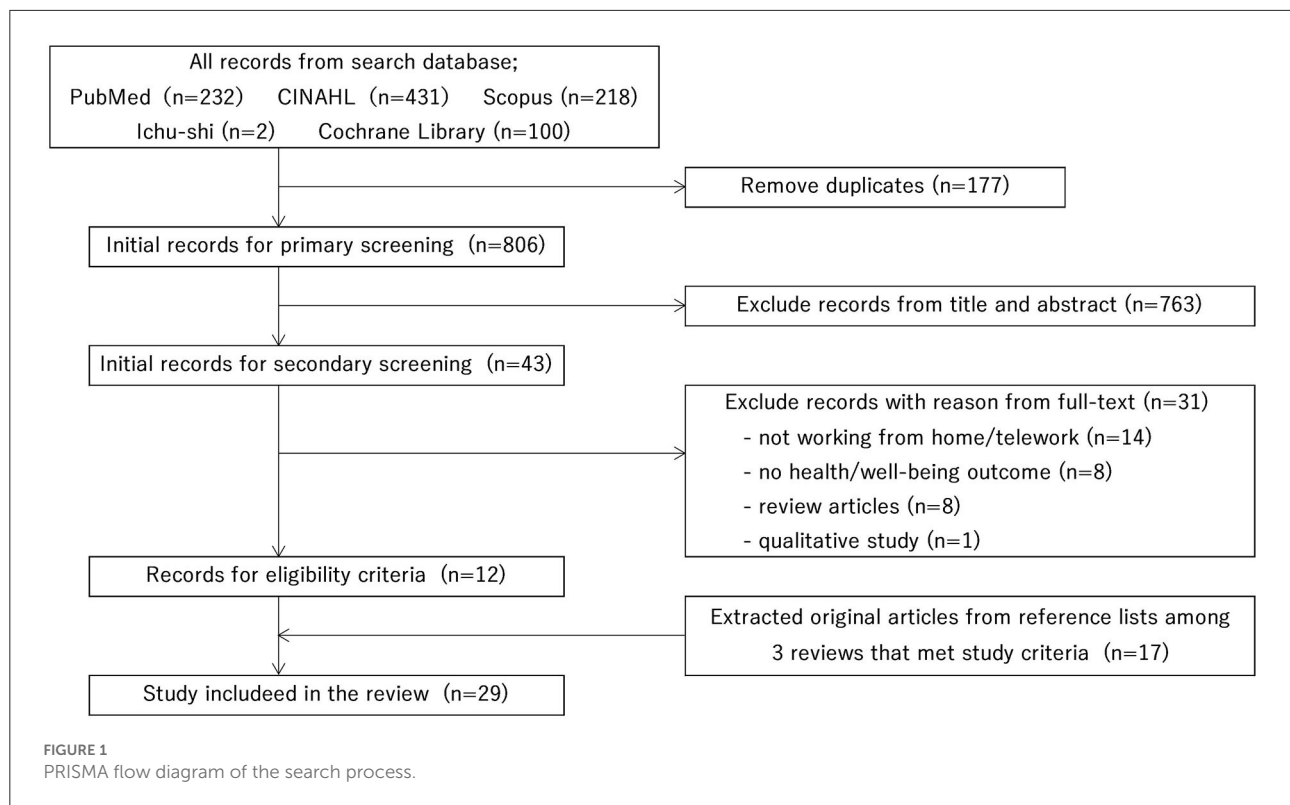 All records from search database;
PubMed (n=232) CINAHL (n=431) Scopus (n=218)
Ichu-shi (n=2) Cochrane Library (n=100)
Remove duplicates (n=177)
Initial records for primary screening (n=806)
Exclude records from title and abstract (n=763)
Initial records for secondary screening (n=43)
Exclude records with reason from full-text (n=31)
- not working from home/telework (n=14)
- no health/well-being outcome (n=8)
- review articles (n=8)
- qualitative study (n=1)
Records for eligibility criteria (n=12)
Extracted original articles from reference lists among
3 reviews that met study criteria (n=17)
Study includeed in the review (n=29)
FIGURE 1
PRISMA flow diagram of the search process.